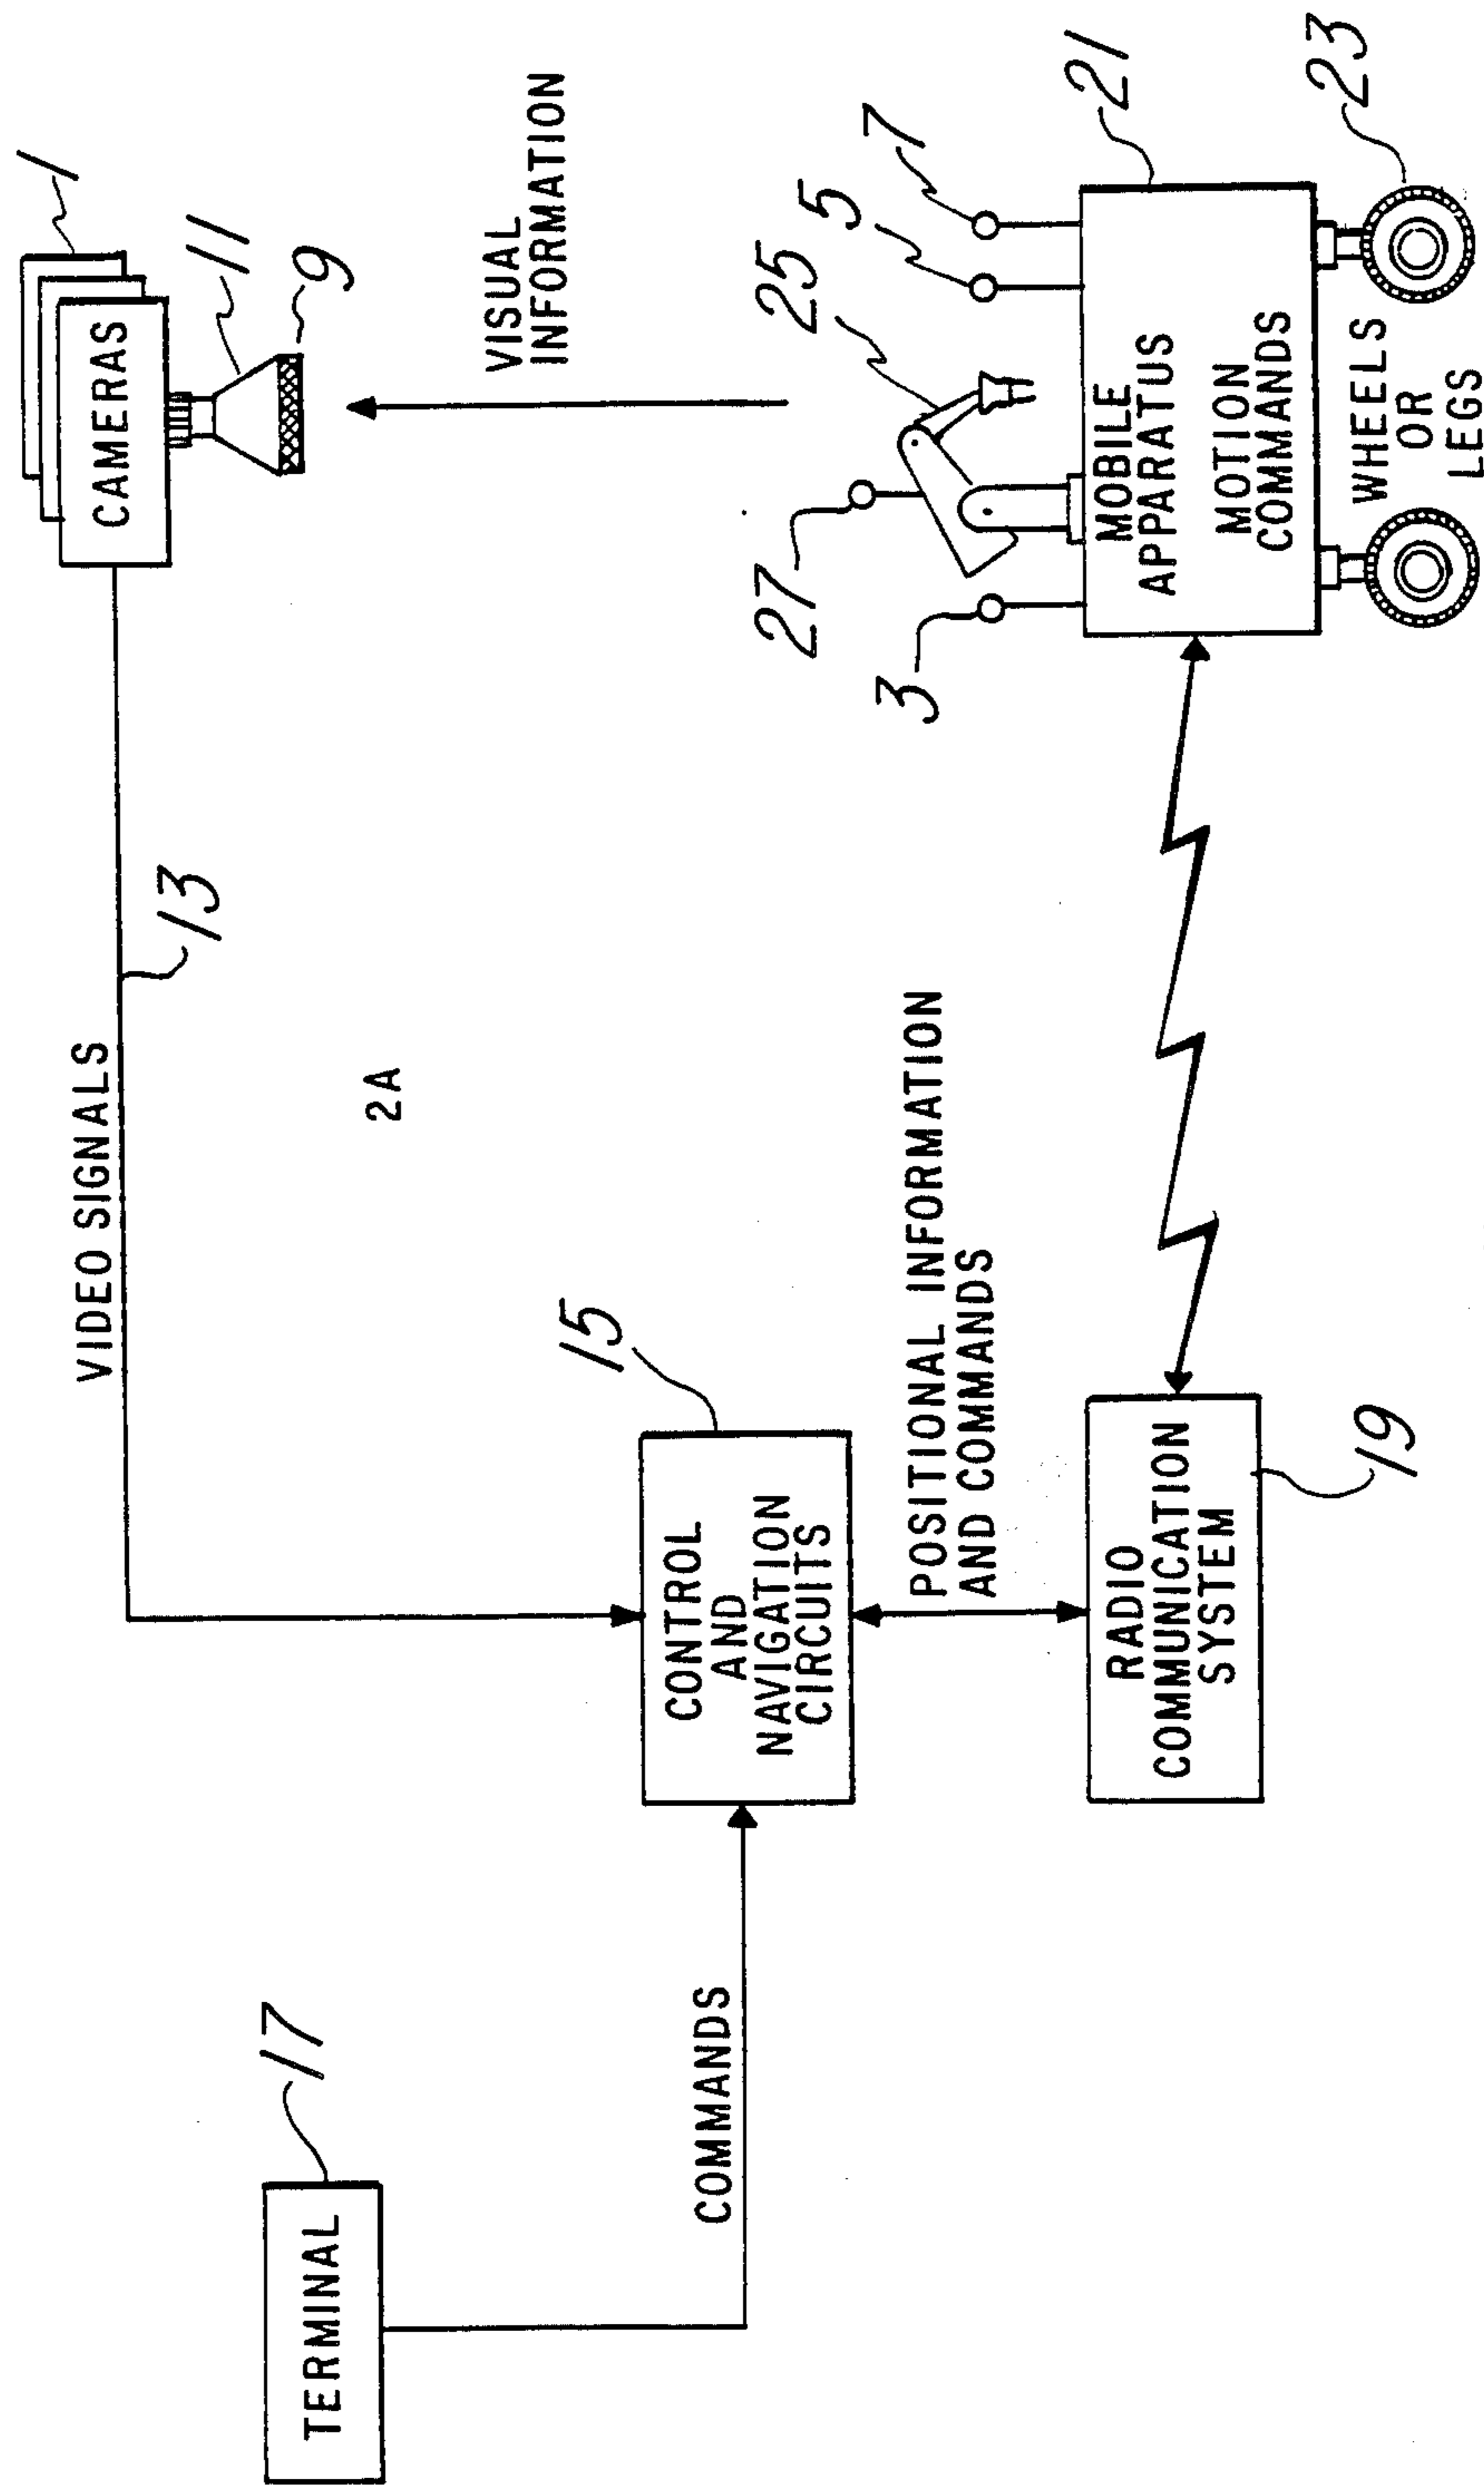 1
CAMERAS
11
9
VIDEO SIGNALS
13
VISUAL
INFORMATION
2A
TERMINAL
17
COMMANDS
CONTROL
AND
NAVIGATION
CIRCUITS
15
POSITIONAL INFORMATION
AND COMMANDS
RADIO
COMMUNICATION
SYSTEM
19
27
25
5
7
3
MOBILE
APPARATUS
MOTION
COMMANDS
21
WHEELS
OR
LEGS
23